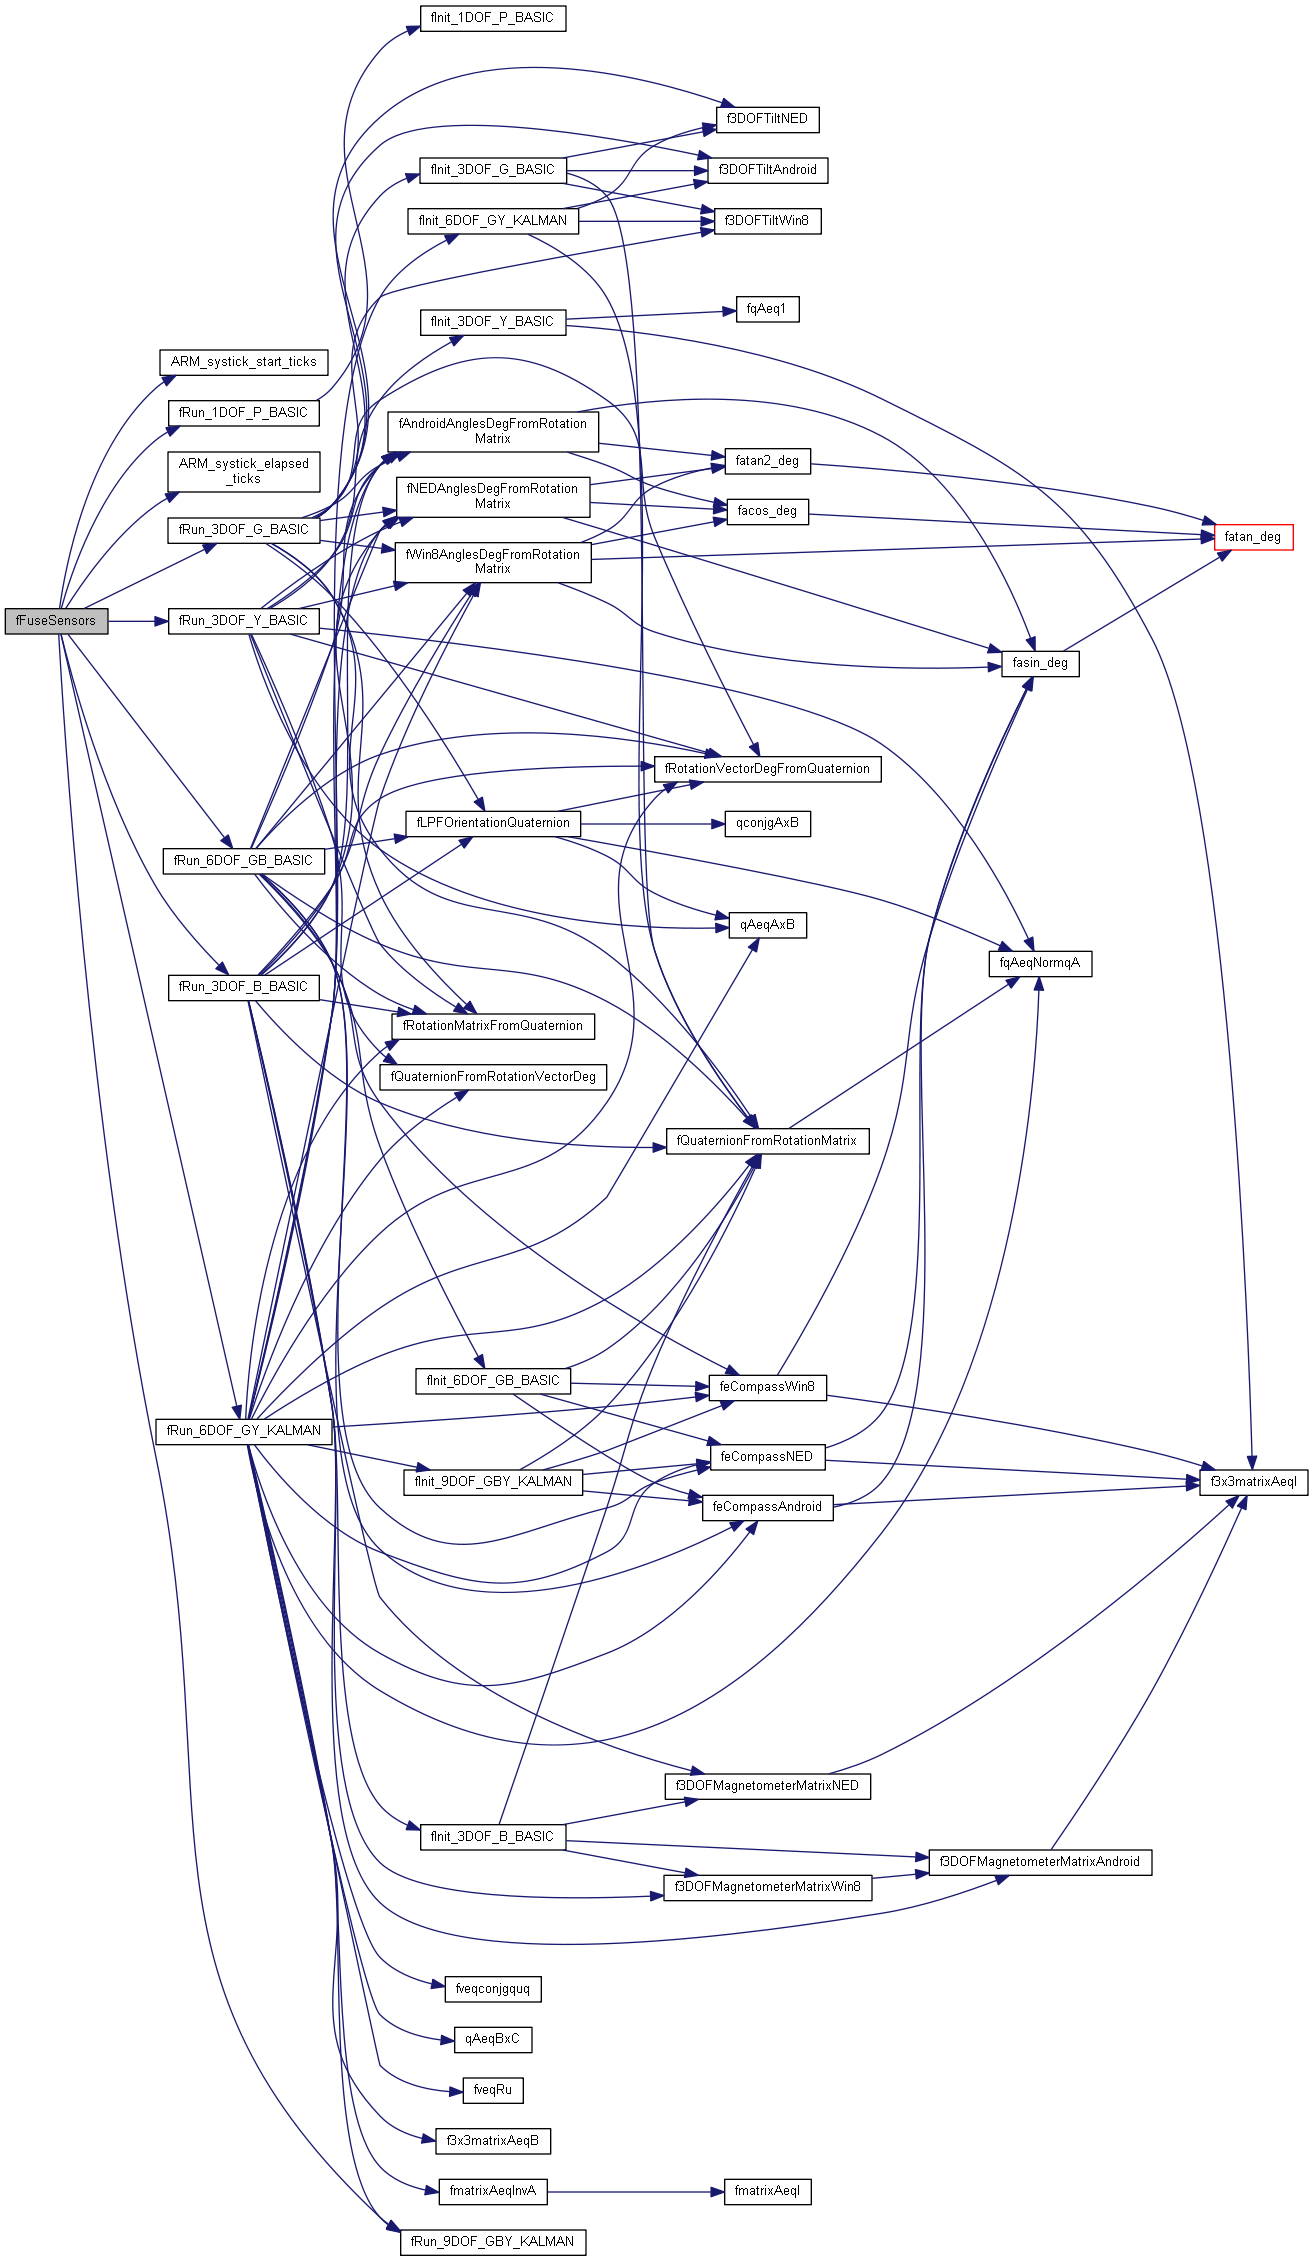 fInit_1DOF_P_BASIC
f3DOFTiltNED
fInit_3DOF_G_BASIC
f3DOFTiltAndroid
fInit_6DOF_GY_KALMAN
f3DOFTiltWin8
fqAeq1
fInit_3DOF_Y_BASIC
ARM_systick_start_ticks
fRun_1DOF_P_BASIC
fAndroidAnglesDegFromRotation
Matrix
fatan2_deg
ARM_systick_elapsed
_ticks
fNEDAnglesDegFromRotation
Matrix
facos_deg
fRun_3DOF_G_BASIC
fatan_deg
fWin8AnglesDegFromRotation
Matrix
fFuseSensors
fRun_3DOF_Y_BASIC
fasin_deg
fRotationVectorDegFromQuaternion
fLPFOrientationQuaternion
qconjgAxB
fRun_6DOF_GB_BASIC
qAeqAxB
fqAeqNormqA
fRun_3DOF_B_BASIC
fRotationMatrixFromQuaternion
fQuaternionFromRotationVectorDeg
fQuaternionFromRotationMatrix
fInit_6DOF_GB_BASIC
feCompassWin8
fRun_6DOF_GY_KALMAN
feCompassNED
fInit_9DOF_GBY_KALMAN
f3x3matrixAeqI
feCompassAndroid
f3DOFMagnetometerMatrixNED
fInit_3DOF_B_BASIC
f3DOFMagnetometerMatrixAndroid
f3DOFMagnetometerMatrixWin8
fveqconjgquq
qAeqBxC
fveqRu
f3x3matrixAeqB
fmatrixAeqInvA
fmatrixAeqI
fRun_9DOF_GBY_KALMAN